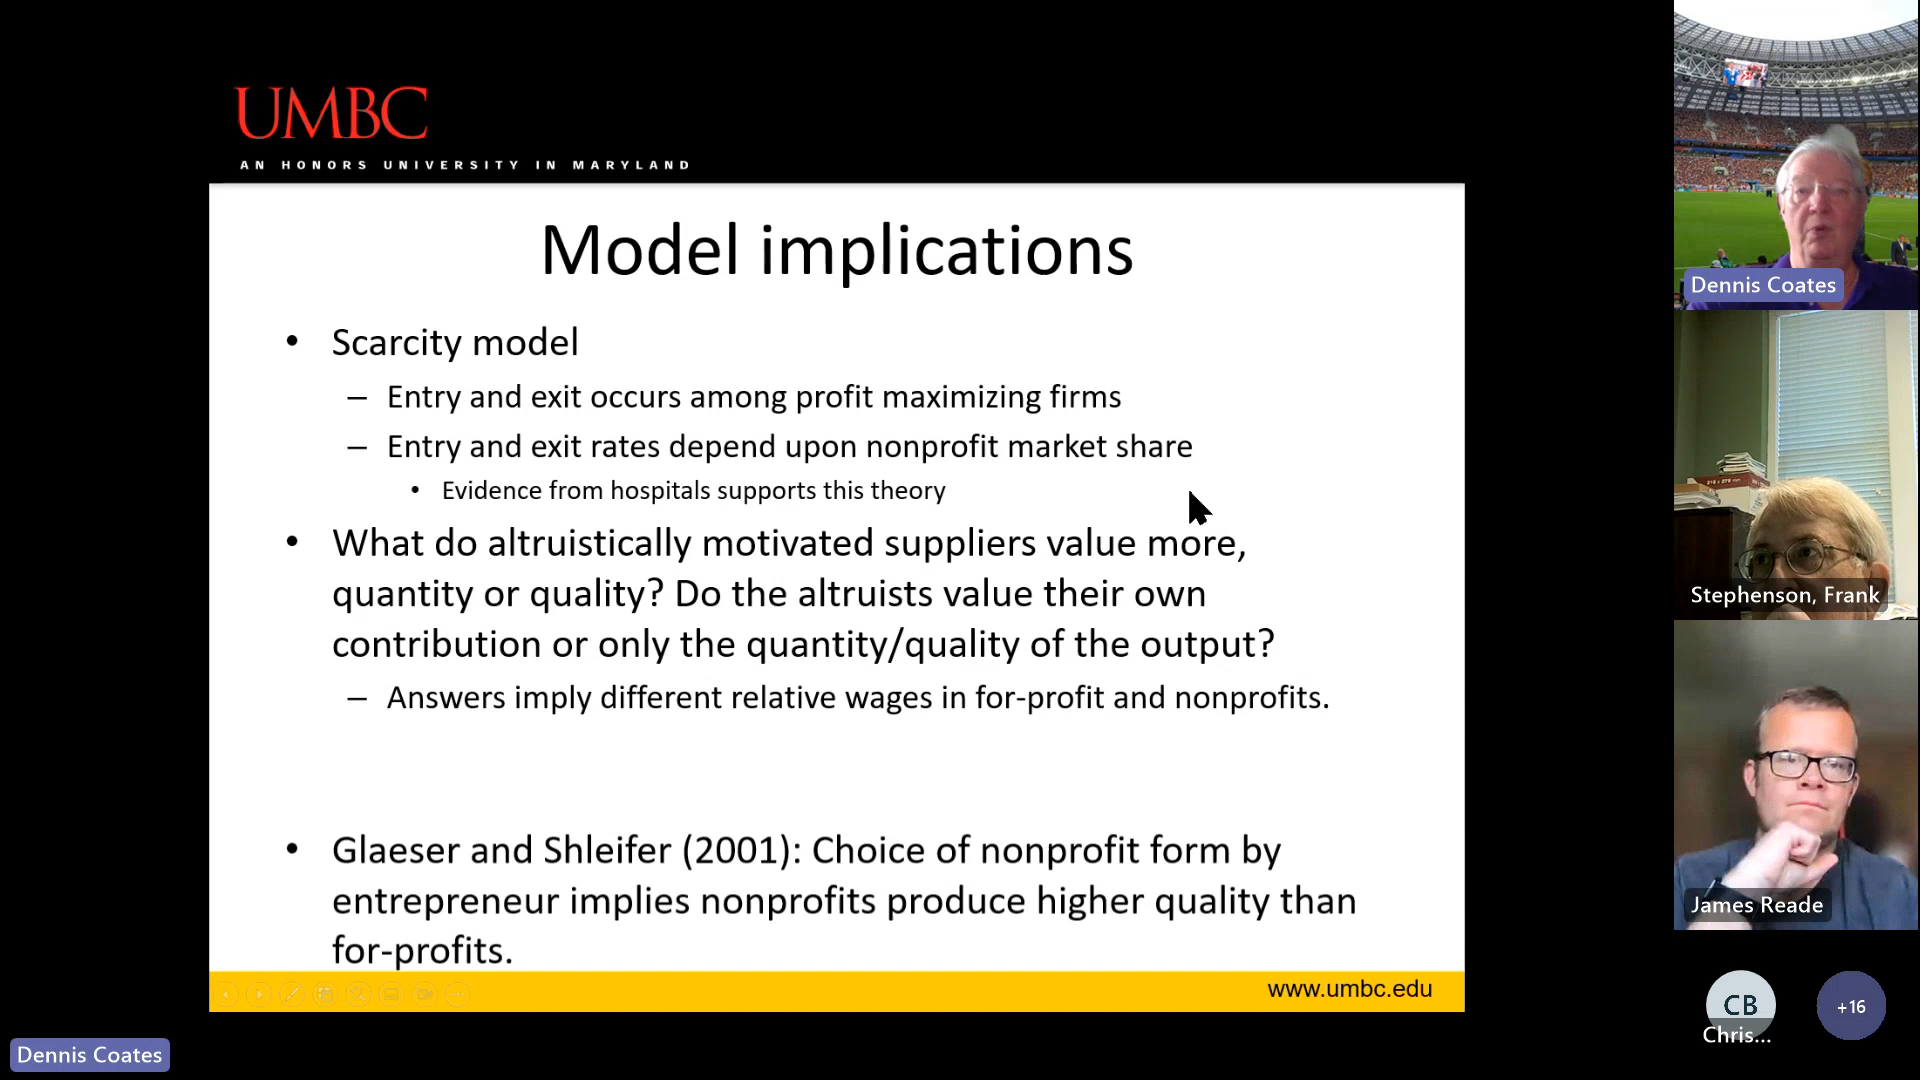 UMBC
AN HONORS UNIVERSITY IN MARYLAND
Model implications
• Scarcity model
– Entry and exit occurs among profit maximizing firms
– Entry and exit rates depend upon nonprofit market share
• Evidence from hospitals supports this theory
• What do altruistically motivated suppliers value more,
quantity or quality? Do the altruists value their own
contribution or only the quantity/quality of the output?
– Answers imply different relative wages in for-profit and nonprofits.
• Glaeser and Shleifer (2001): Choice of nonprofit form by
entrepreneur implies nonprofits produce higher quality than
for-profits.
www.umbc.edu
Dennis Coates
Dennis Coates
Stephenson, Frank
James Reade
CB
Chris...
+16